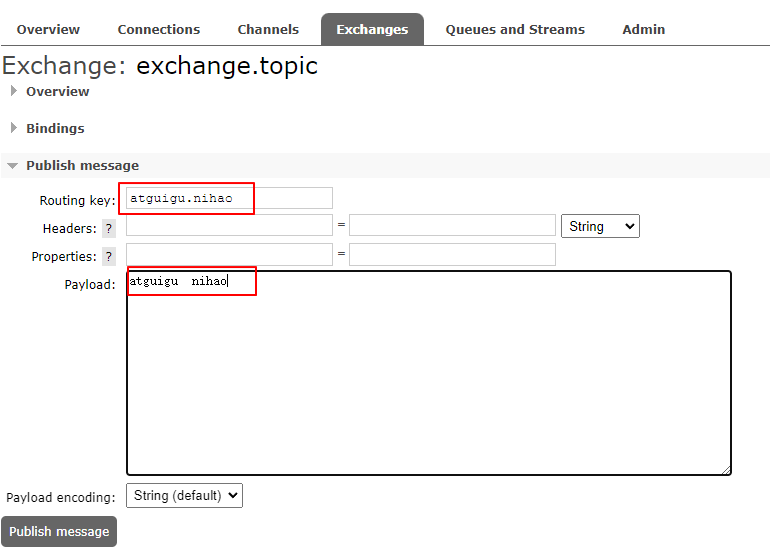 Overview Connections Channels Exchanges Queues and Streams Admin
Exchange: exchange.topic
Overview
Bindings
Publish message
Routing key: atguigu.nihao
Headers: ? = String
Properties: ? =
Payload: atguigu nihao
Payload encoding: String (default)
Publish message